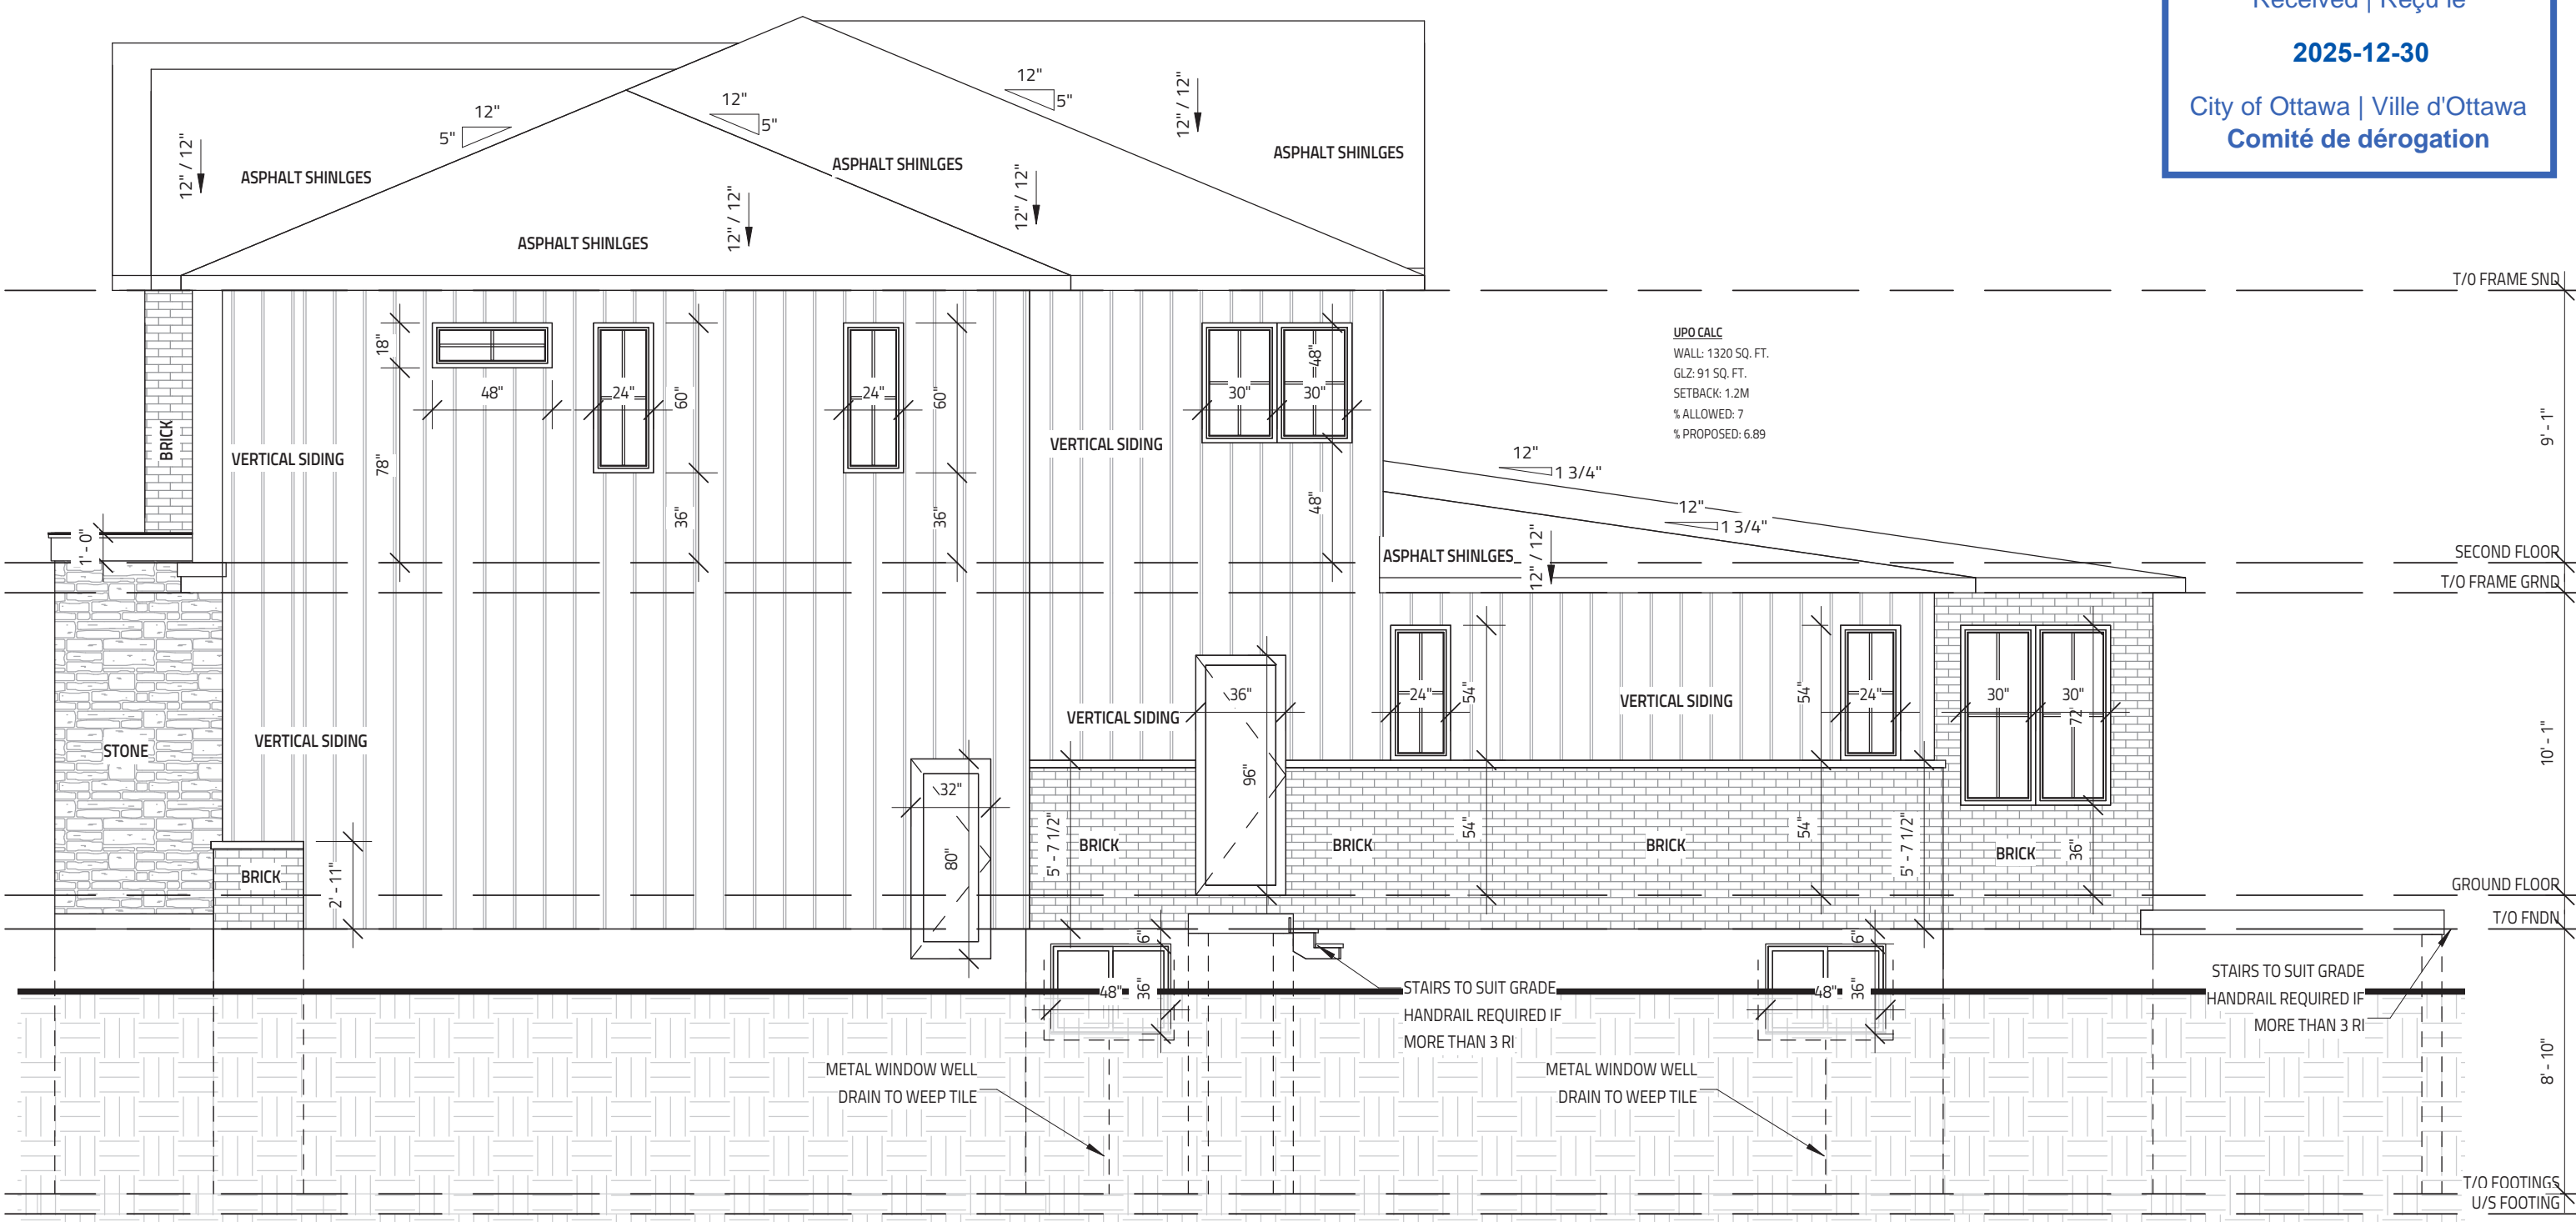 Received | Reçu le
2025-12-30
City of Ottawa | Ville d'Ottawa
Comité de dérogation
12"
5"
12"
5"
12"
5"
12" / 12"
12" / 12"
12" / 12"
12" / 12"
ASPHALT SHINLGES
ASPHALT SHINLGES
ASPHALT SHINLGES
ASPHALT SHINLGES
T/O FRAME SND
UPO CALC
WALL: 1320 SQ. FT.
GLZ: 91 SQ. FT.
SETBACK: 1.2M
% ALLOWED: 7
% PROPOSED: 6.89
18"
48"
24"
60"
24"
60"
30"
30"
48"
9' - 1"
BRICK
VERTICAL SIDING
78"
36"
36"
VERTICAL SIDING
48"
12"
1 3/4"
12"
1 3/4"
1' - 0"
ASPHALT SHINLGES
12" / 12"
SECOND FLOOR
T/O FRAME GRND
STONE
VERTICAL SIDING
VERTICAL SIDING
36"
96"
24"
54"
VERTICAL SIDING
54"
24"
30"
30"
72"
10' - 1"
32"
80"
5' - 7 1/2"
BRICK
BRICK
54"
BRICK
54"
5' - 7 1/2"
BRICK
36"
BRICK
2' - 11"
GROUND FLOOR
T/O FNDN
6"
48"
36"
6"
48"
36"
STAIRS TO SUIT GRADE
HANDRAIL REQUIRED IF
MORE THAN 3 RI
STAIRS TO SUIT GRADE
HANDRAIL REQUIRED IF
MORE THAN 3 RI
METAL WINDOW WELL
DRAIN TO WEEP TILE
METAL WINDOW WELL
DRAIN TO WEEP TILE
8' - 10"
T/O FOOTINGS
U/S FOOTING